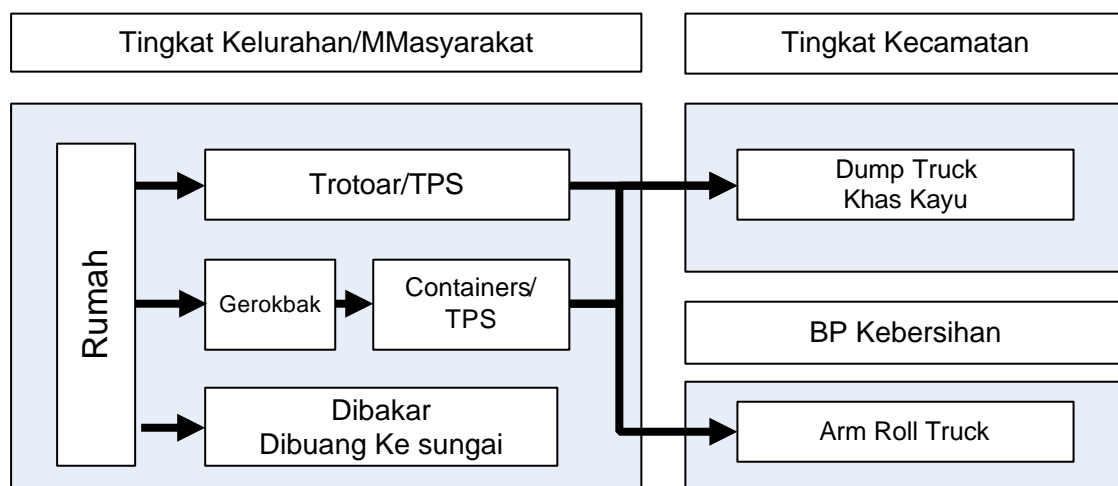 Tingkat Kelurahan/MMasyarakat
Tingkat Kecamatan
Rumah
Trotoar/TPS
Gerokbak
Containers/
TPS
Dibakar
Dibuang Ke sungai
Dump Truck
Khas Kayu
BP Kebersihan
Arm Roll Truck